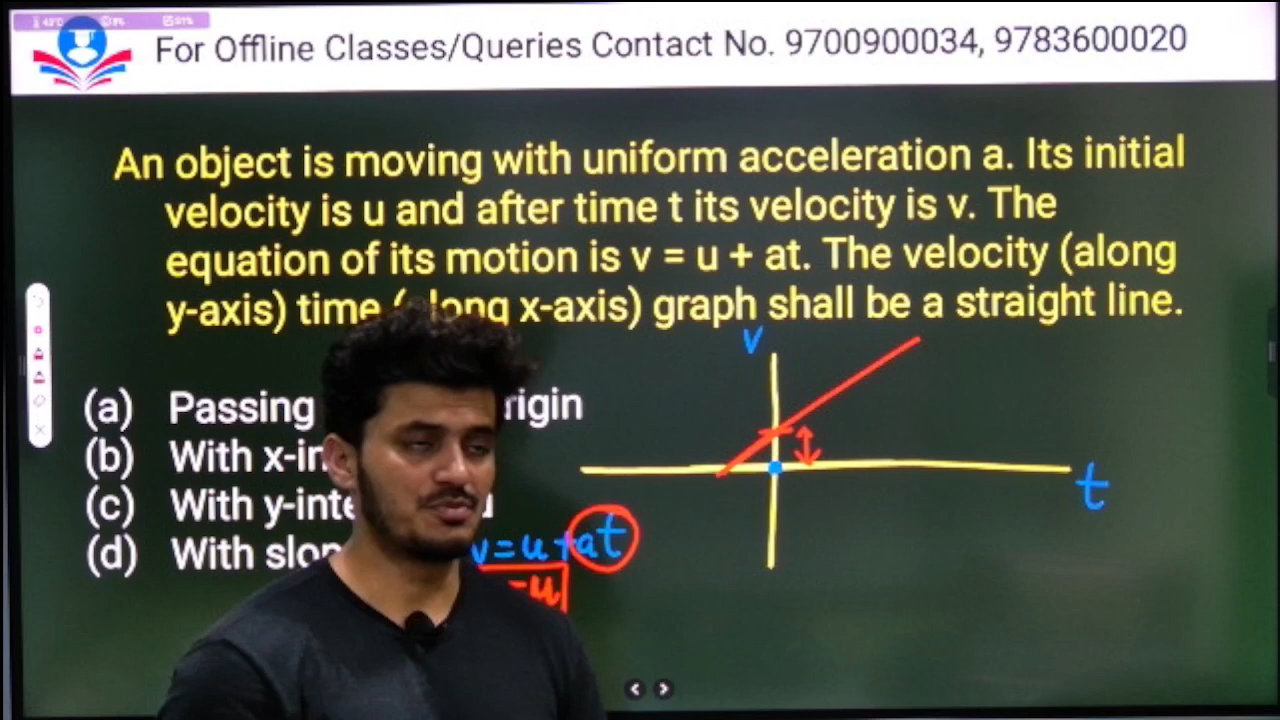 For Offline Classes/Queries Contact No. 9700900034, 9783600020
An object is moving with uniform acceleration a. Its initial
velocity is u and after time t its velocity is v. The
equation of its motion is v = u + at. The velocity (along
y-axis) time (along x-axis) graph shall be a straight line.
v
(a) Passing rigin
(b) With x-in
(c) With y-inte u
(d) With slop
t
v=u+at
=u